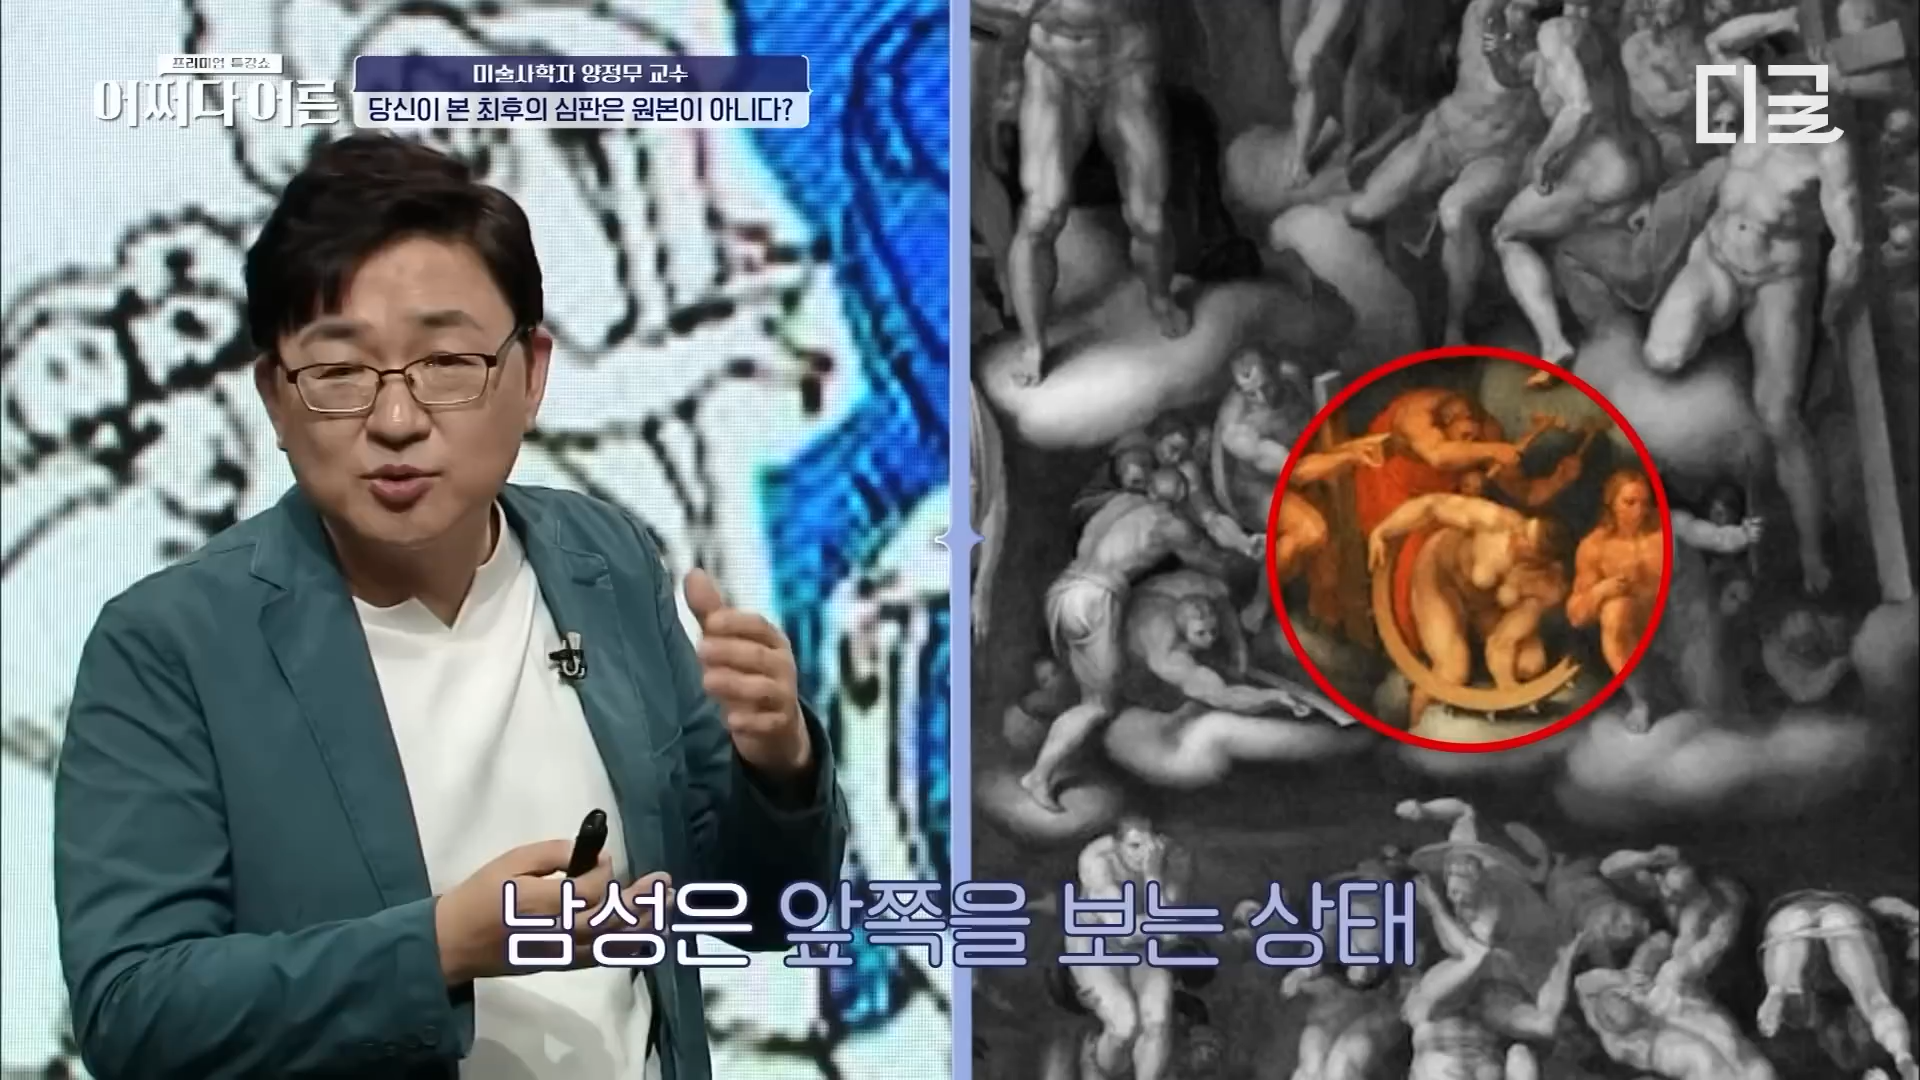 프리미엄 특강쇼
어쩌다 어른
미술사학자 양정무 교수
당신이 본 최후의 심판은 원본이 아니다?
디글
남성은 앞쪽을 보는 상태